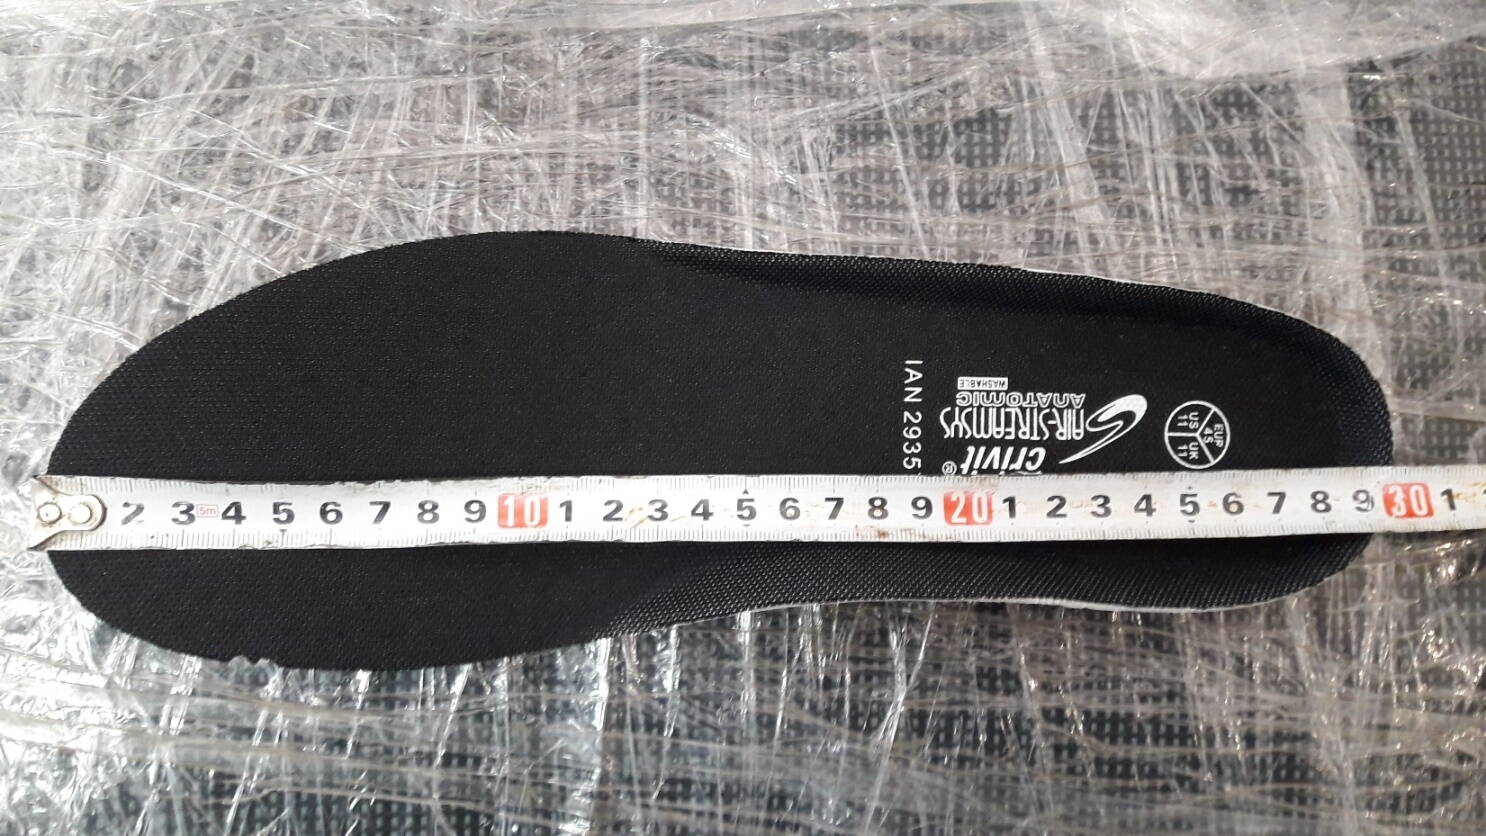 IAN 2935
WASHABLE
ANATOMIC
AIR-STREAMSYS
crivit®
EUR
45
US
11
UK
11
2 3 5m 4 5 6 7 8 9 10 1 2 3 4 5 6 7 8 9 20 1 2 3 4 5 6 7 8 9 30 1